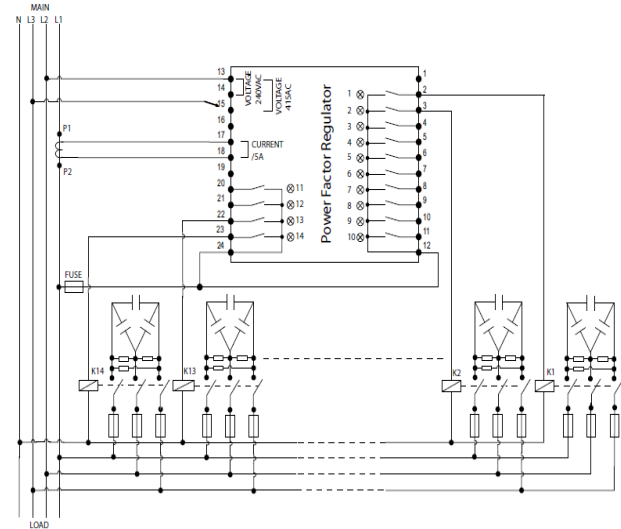 MAIN
N L3 L2 L1
13
14
15
16
17
18
19
20
21
22
23
24
VOLTAGE
240VAC
VOLTAGE
415AC
CURRENT
/5A
P1
P2
11
12
13
14
Power Factor Regulator
1
2
3
4
5
6
7
8
9
10
1
2
3
4
5
6
7
8
9
10
11
12
FUSE
K14
K13
K2
K1
LOAD